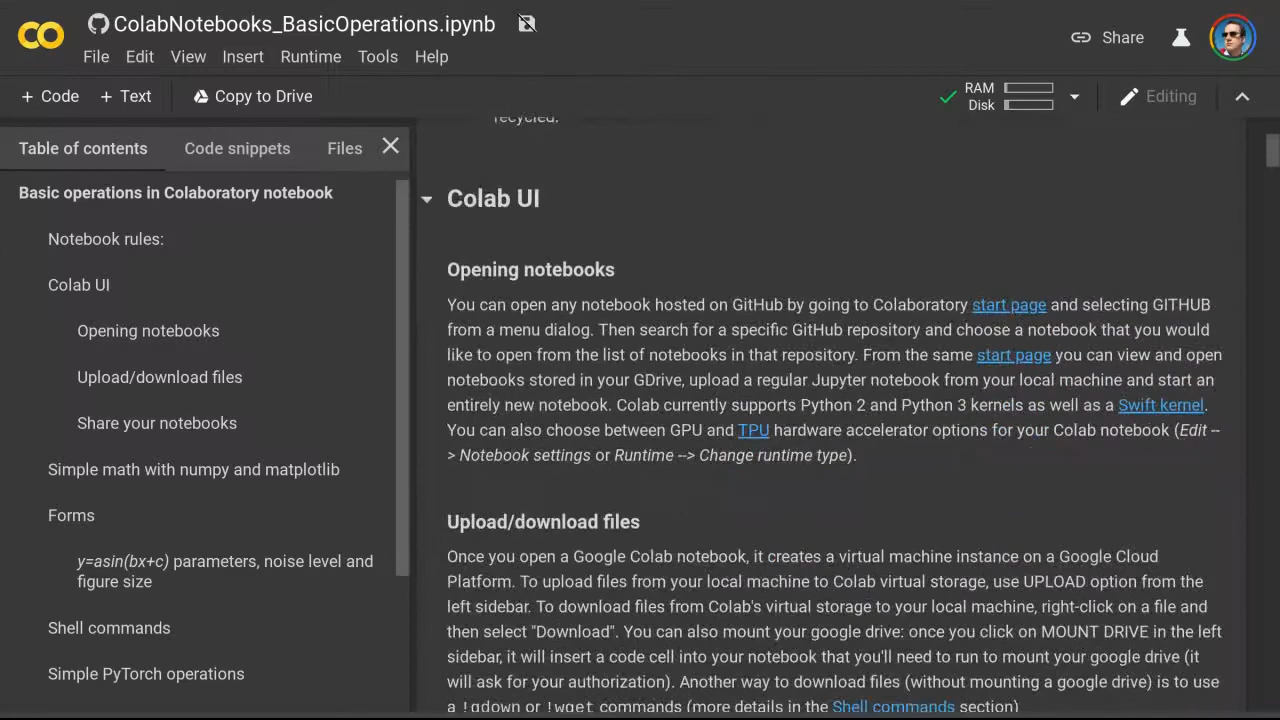 ColabNotebooks_BasicOperations.ipynb
File Edit View Insert Runtime Tools Help
Share
+ Code + Text Copy to Drive
RAM
Disk
Editing
Table of contents Code snippets Files
Basic operations in Colaboratory notebook
Notebook rules:
Colab UI
Opening notebooks
Upload/download files
Share your notebooks
Simple math with numpy and matplotlib
Forms
y=asin(bx+c) parameters, noise level and
figure size
Shell commands
Simple PyTorch operations
recycled.
Colab UI
Opening notebooks
You can open any notebook hosted on GitHub by going to Colaboratory start page and selecting GITHUB
from a menu dialog. Then search for a specific GitHub repository and choose a notebook that you would
like to open from the list of notebooks in that repository. From the same start page you can view and open
notebooks stored in your GDrive, upload a regular Jupyter notebook from your local machine and start an
entirely new notebook. Colab currently supports Python 2 and Python 3 kernels as well as a Swift kernel.
You can also choose between GPU and TPU hardware accelerator options for your Colab notebook (Edit --
> Notebook settings or Runtime --> Change runtime type).
Upload/download files
Once you open a Google Colab notebook, it creates a virtual machine instance on a Google Cloud
Platform. To upload files from your local machine to Colab virtual storage, use UPLOAD option from the
left sidebar. To download files from Colab's virtual storage to your local machine, right-click on a file and
then select "Download". You can also mount your google drive: once you click on MOUNT DRIVE in the left
sidebar, it will insert a code cell into your notebook that you'll need to run to mount your google drive (it
will ask for your authorization). Another way to download files (without mounting a google drive) is to use
a !gdown or !wget commands (more details in the Shell commands section)